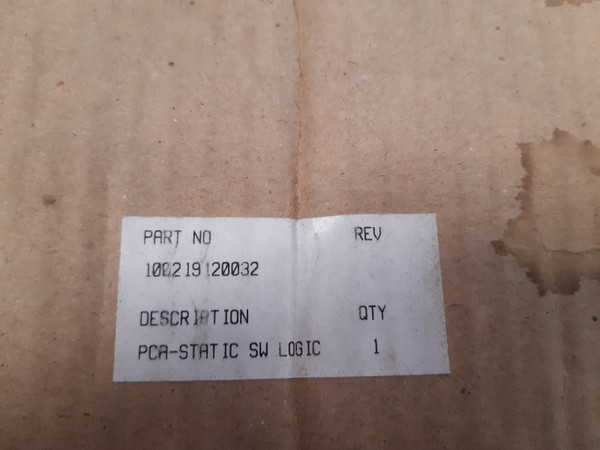 PART NO REV
100219120032
DESCRIPTION QTY
PCA-STATIC SW LOGIC 1